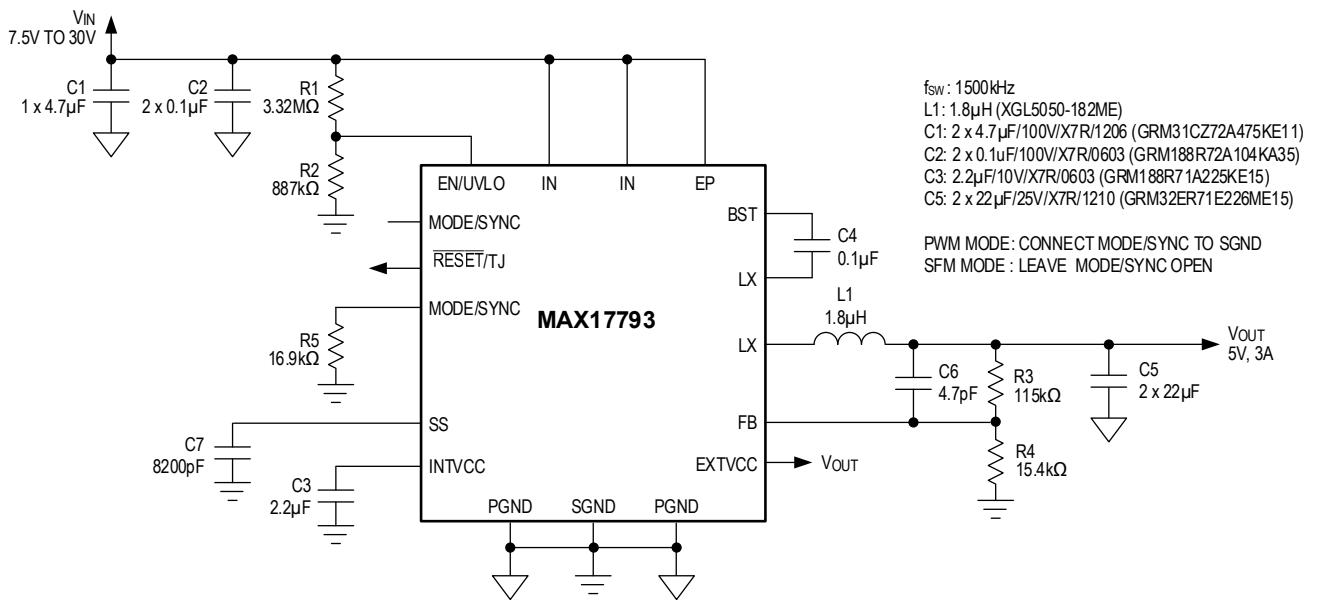 VIN
7.5V TO 30V
C1
1 x 4.7µF
C2
2 x 0.1µF
R1
3.32MΩ
R2
887kΩ
EN/UVLO
IN
IN
EP
MODE/SYNC
RESET/TJ
MODE/SYNC
R5
16.9kΩ
SS
C7
8200pF
INTVCC
C3
2.2µF
PGND
SGND
PGND
MAX17793
BST
C4
0.1µF
LX
L1
1.8µH
LX
VOUT
5V, 3A
C6
4.7pF
R3
115kΩ
C5
2 x 22µF
FB
R4
15.4kΩ
EXTVCC
VOUT
fSW : 1500kHz
L1: 1.8µH (XGL5050-182ME)
C1: 2 x 4.7µF/100V/X7R/1206 (GRM31CZ72A475KE11)
C2: 2 x 0.1uF/100V/X7R/0603 (GRM188R72A104KA35)
C3: 2.2µF/10V/X7R/0603 (GRM188R71A225KE15)
C5: 2 x 22µF/25V/X7R/1210 (GRM32ER71E226ME15)
PWM MODE: CONNECT MODE/SYNC TO SGND
SFM MODE : LEAVE MODE/SYNC OPEN